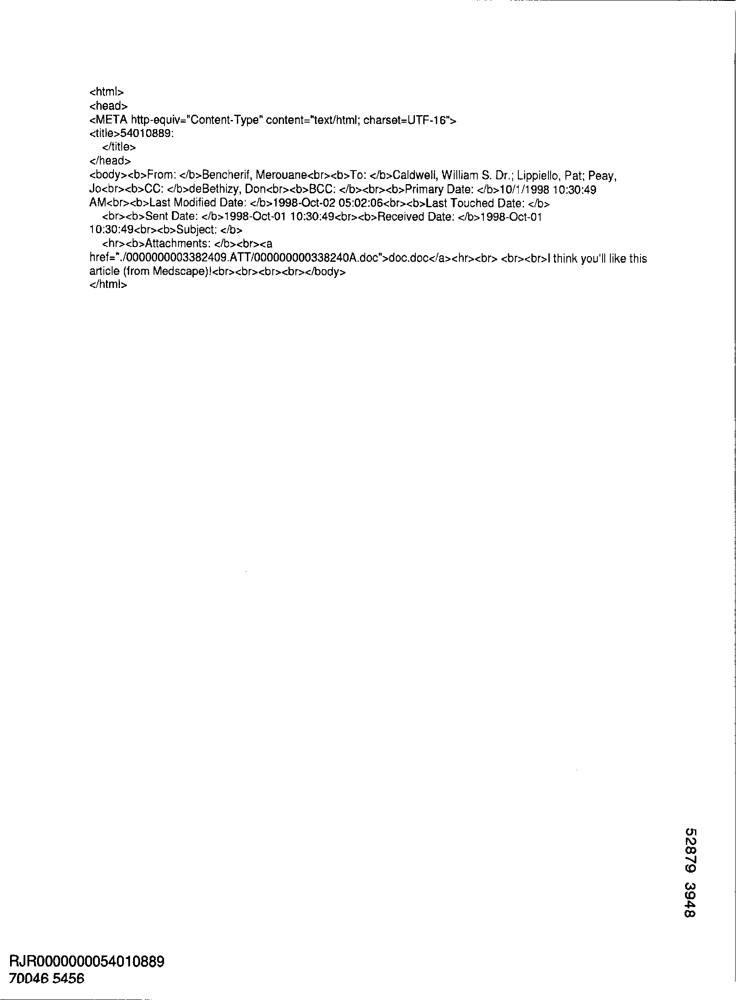 <html>
<head>
<META http-equiv="Content-Type" content="text/html; charset=UTF-16">
<title>54010889:
</title>
</head>
<body><b>From: </b>Bencherif, Merouane<br><b>To: </b>Caldwell, William S. Dr.; Lippiello, Pat; Peay,
Jo<br><b>CC: </b>deBethizy, Don<br><b>BCC: </b><br><b>Primary Date: </b>10/1/1998 10:30:49
AM<br><b>Last Modified Date: </b>1998-Oct-02 05:02:06<br><b>Last Touched Date: </b>
<br><b>Sent Date: </b>1998-Oct-01 10:30:49<br><b>Received Date: </b>1998-Oct-01
10:30:49<br><b>Subject: </b>
<hr><b>Attachments: </b><br><a
href="./0000000003382409.ATT/000000000338240A.doc">doc.doc</a><hr><br> <br><br>I think you'll like this
article (from Medscape)!<br><br><br><br></body>
</html>
52879 3948
RJR0000000054010889
70046 5456